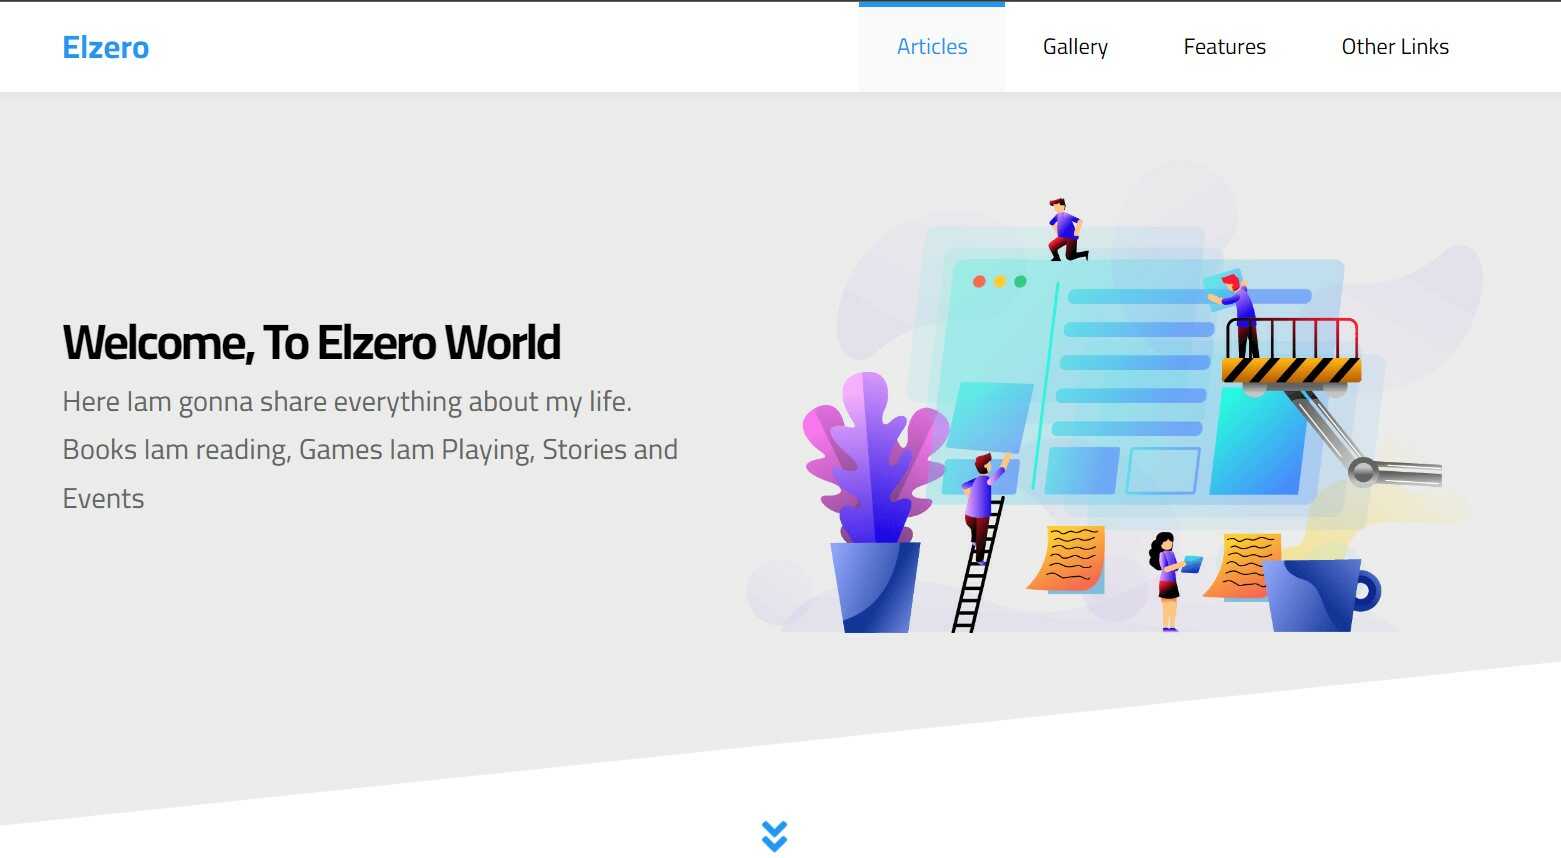 Elzero
Articles
Gallery
Features
Other Links
Welcome, To Elzero World
Here Iam gonna share everything about my life.
Books Iam reading, Games Iam Playing, Stories and
Events